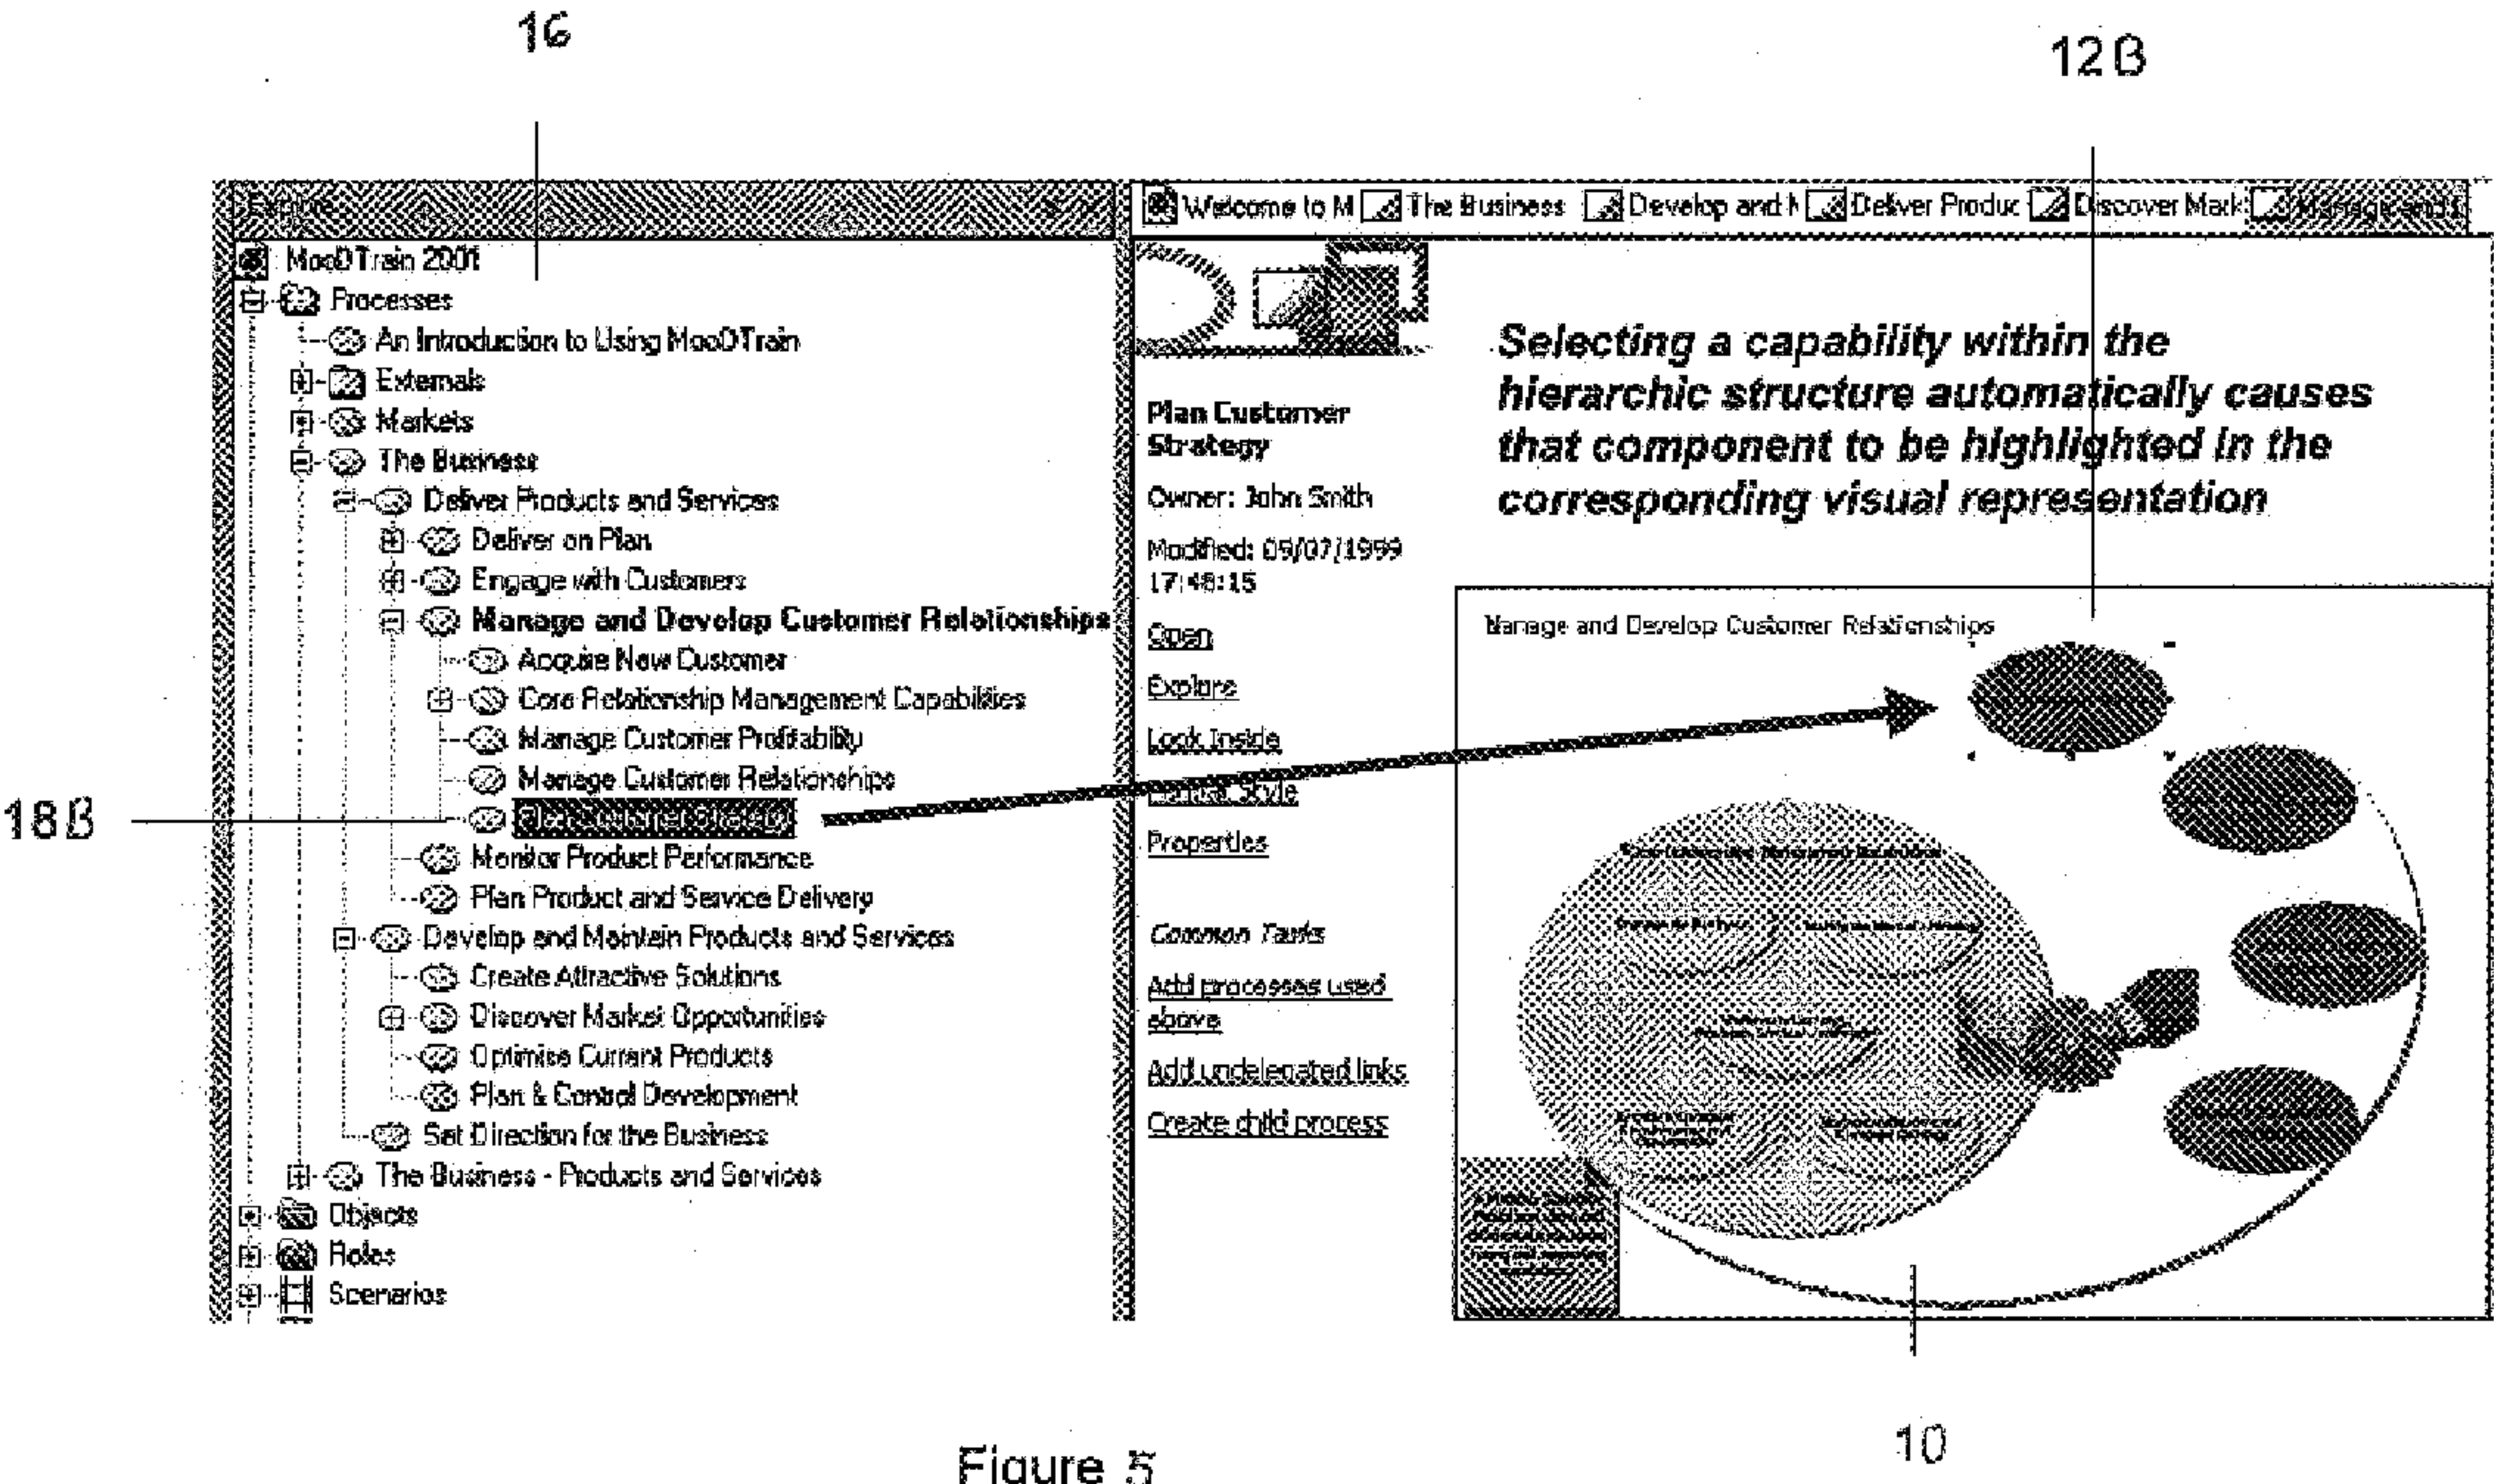 16
12B
Explore
Welcome to M The Business Develop and M Deliver Produc Discover Mark Manage and
MooDTrain 2001
Processes
An Introduction to Using MooDTrain
Externals
Markets
The Business
Deliver Products and Services
Deliver on Plan
Engage with Customers
Manage and Develop Customer Relationships
Acquire New Customer
Core Relationship Management Capabilities
Manage Customer Profitability
Manage Customer Relationships
18B
Plan Customer Strategy
Monitor Product Performance
Plan Product and Service Delivery
Develop and Maintain Products and Services
Create Attractive Solutions
Discover Market Opportunities
Optimise Current Products
Plan & Control Development
Set Direction for the Business
The Business - Products and Services
Objects
Roles
Scenarios
Plan Customer
Strategy
Owner: John Smith
Modified: 09/07/1999
17:48:15
Open
Explore
Look Inside
Style
Properties
Common Tasks
Add processes used
above
Add undelegated links
Create child process
Selecting a capability within the
hierarchic structure automatically causes
that component to be highlighted in the
corresponding visual representation
Manage and Develop Customer Relationships
10
Figure 5